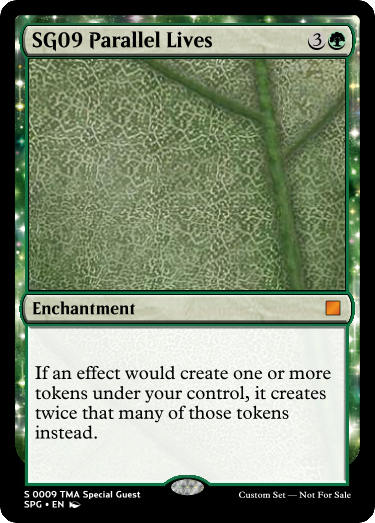 SG09 Parallel Lives 3
Enchantment
If an effect would create one or more
tokens under your control, it creates
twice that many of those tokens
instead.
S 0009 TMA Special Guest
SPG • EN
Custom Set — Not For Sale